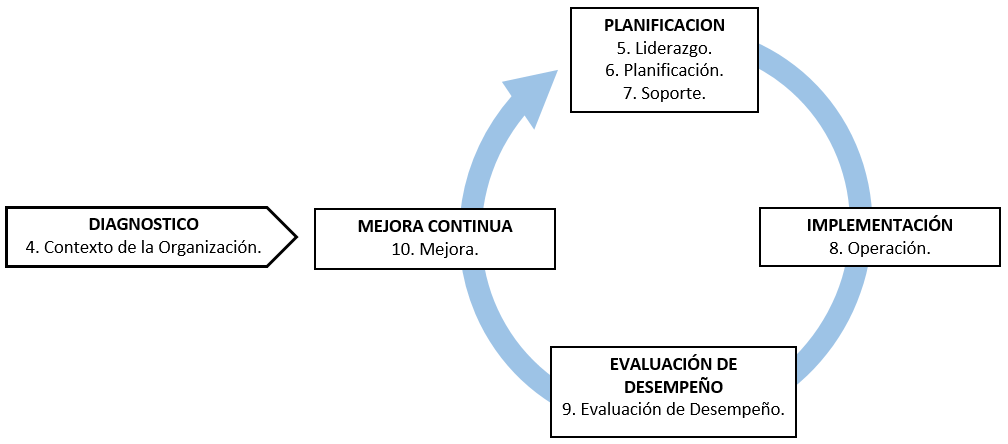 PLANIFICACION
5. Liderazgo.
6. Planificación.
7. Soporte.
DIAGNOSTICO
4. Contexto de la Organización.
MEJORA CONTINUA
10. Mejora.
IMPLEMENTACIÓN
8. Operación.
EVALUACIÓN DE
DESEMPEÑO
9. Evaluación de Desempeño.